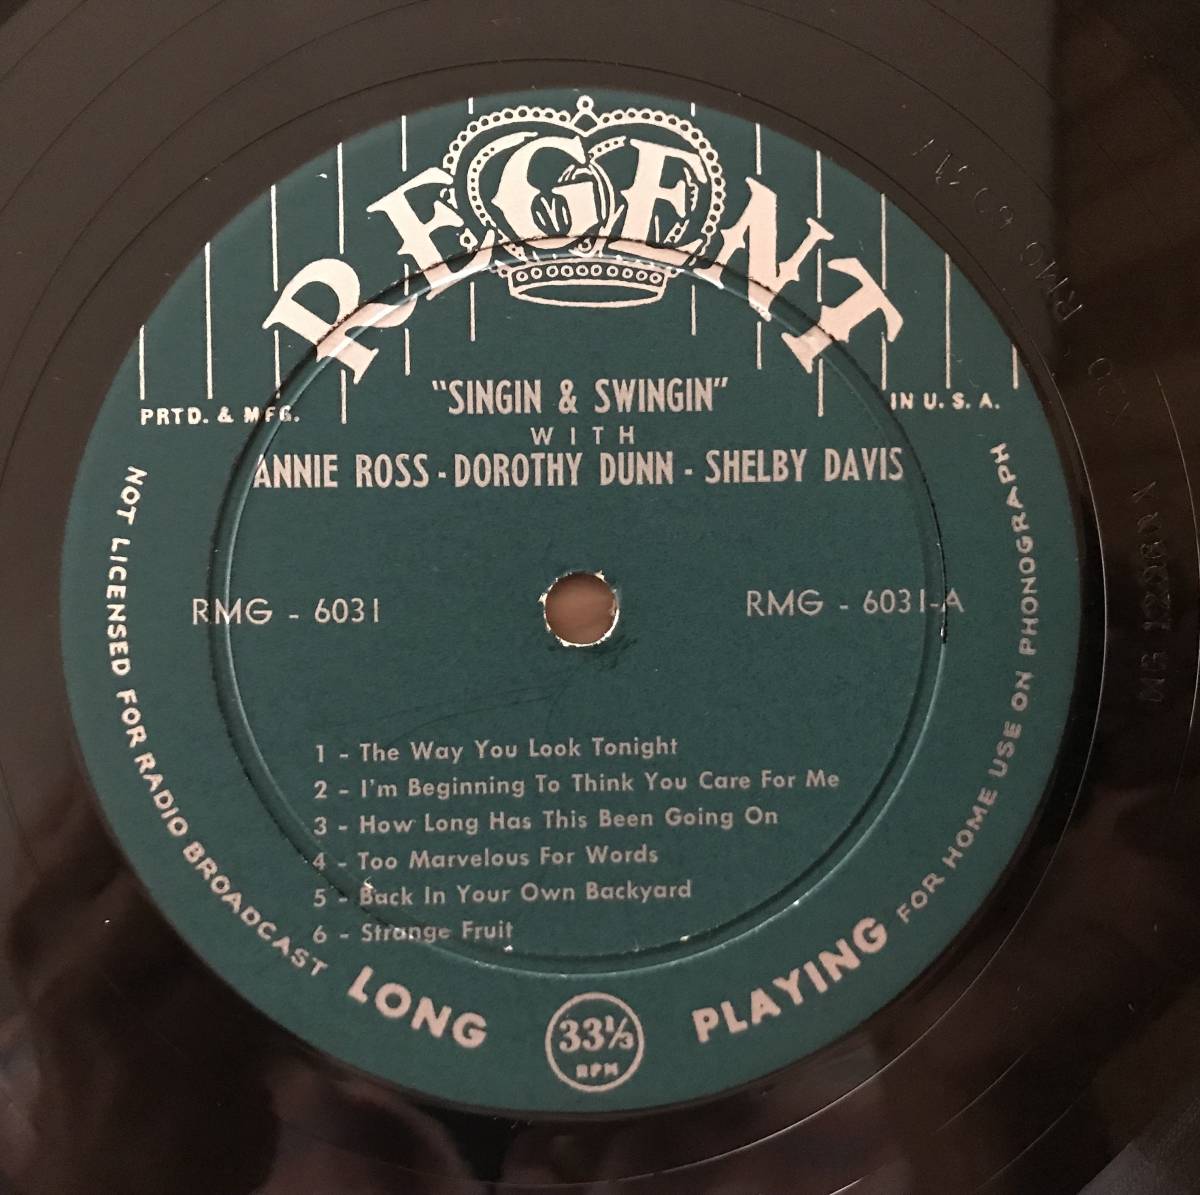 REGENT
"SINGIN & SWINGIN"
WITH
ANNIE ROSS - DOROTHY DUNN - SHELBY DAVIS
PRTD. & MFG.
IN U. S. A.
RMG - 6031
RMG - 6031-A
1 - The Way You Look Tonight
2 - I'm Beginning To Think You Care For Me
3 - How Long Has This Been Going On
4 - Too Marvelous For Words
5 - Back In Your Own Backyard
6 - Strange Fruit
NOT LICENSED FOR RADIO BROADCAST
LONG
33⅓
RPM
PLAYING
FOR HOME USE ON PHONOGRAPH